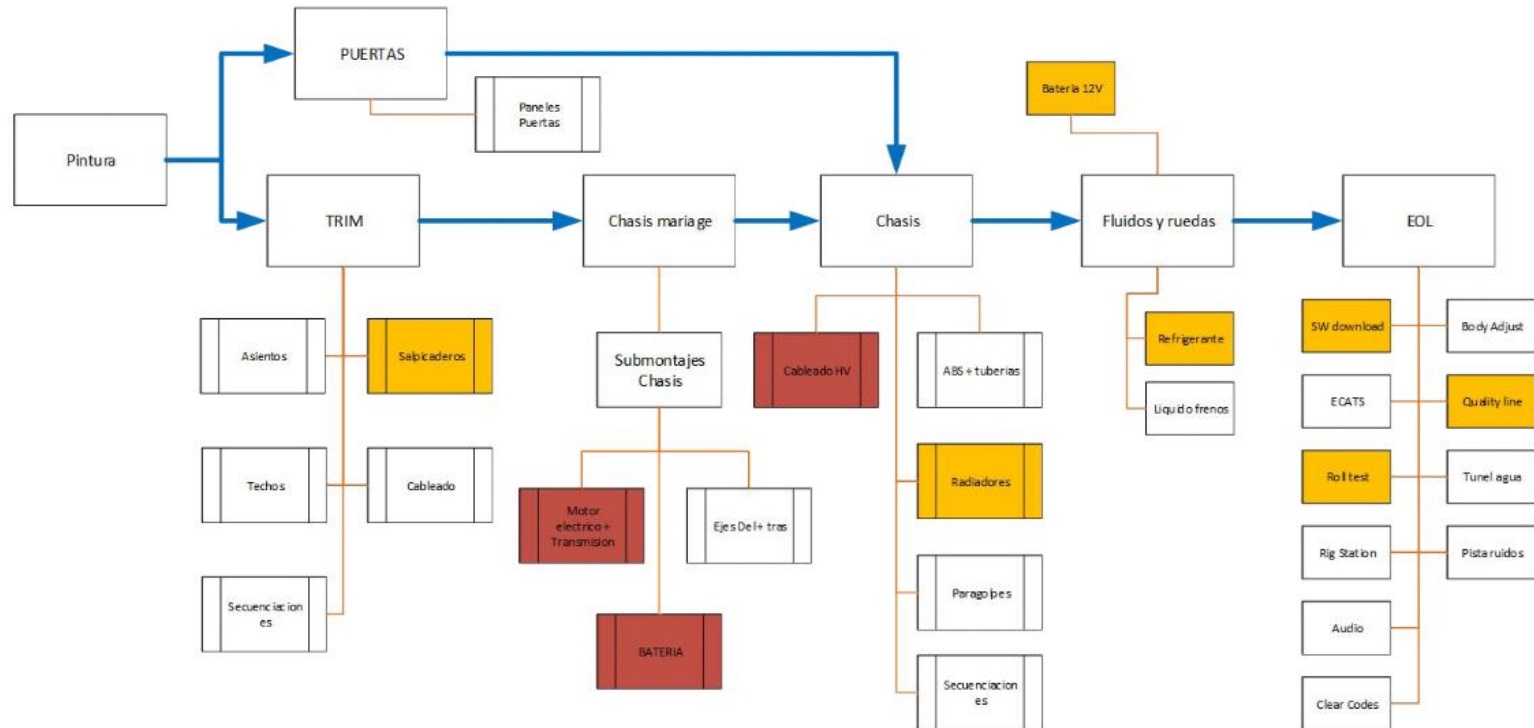 PUERTAS
Paneles
Puertas
Pintura
Bateria 12V
TRIM
Chasis mariage
Chasis
Fluidos y ruedas
EOL
Asientos
Salpicaderos
Techos
Cableado
Secuenciacion
es
Submontajes
Chasis
Motor
electrico +
Transmision
Ejes Del + tras
BATERIA
Cableado HV
ABS + tuberias
Radiadores
Paragolpes
Secuenciacion
es
Refrigerante
Liquido frenos
SW download
Body Adjust
ECATS
Quality line
Roll test
Tunel agua
Rig Station
Pista ruidos
Audio
Clear Codes